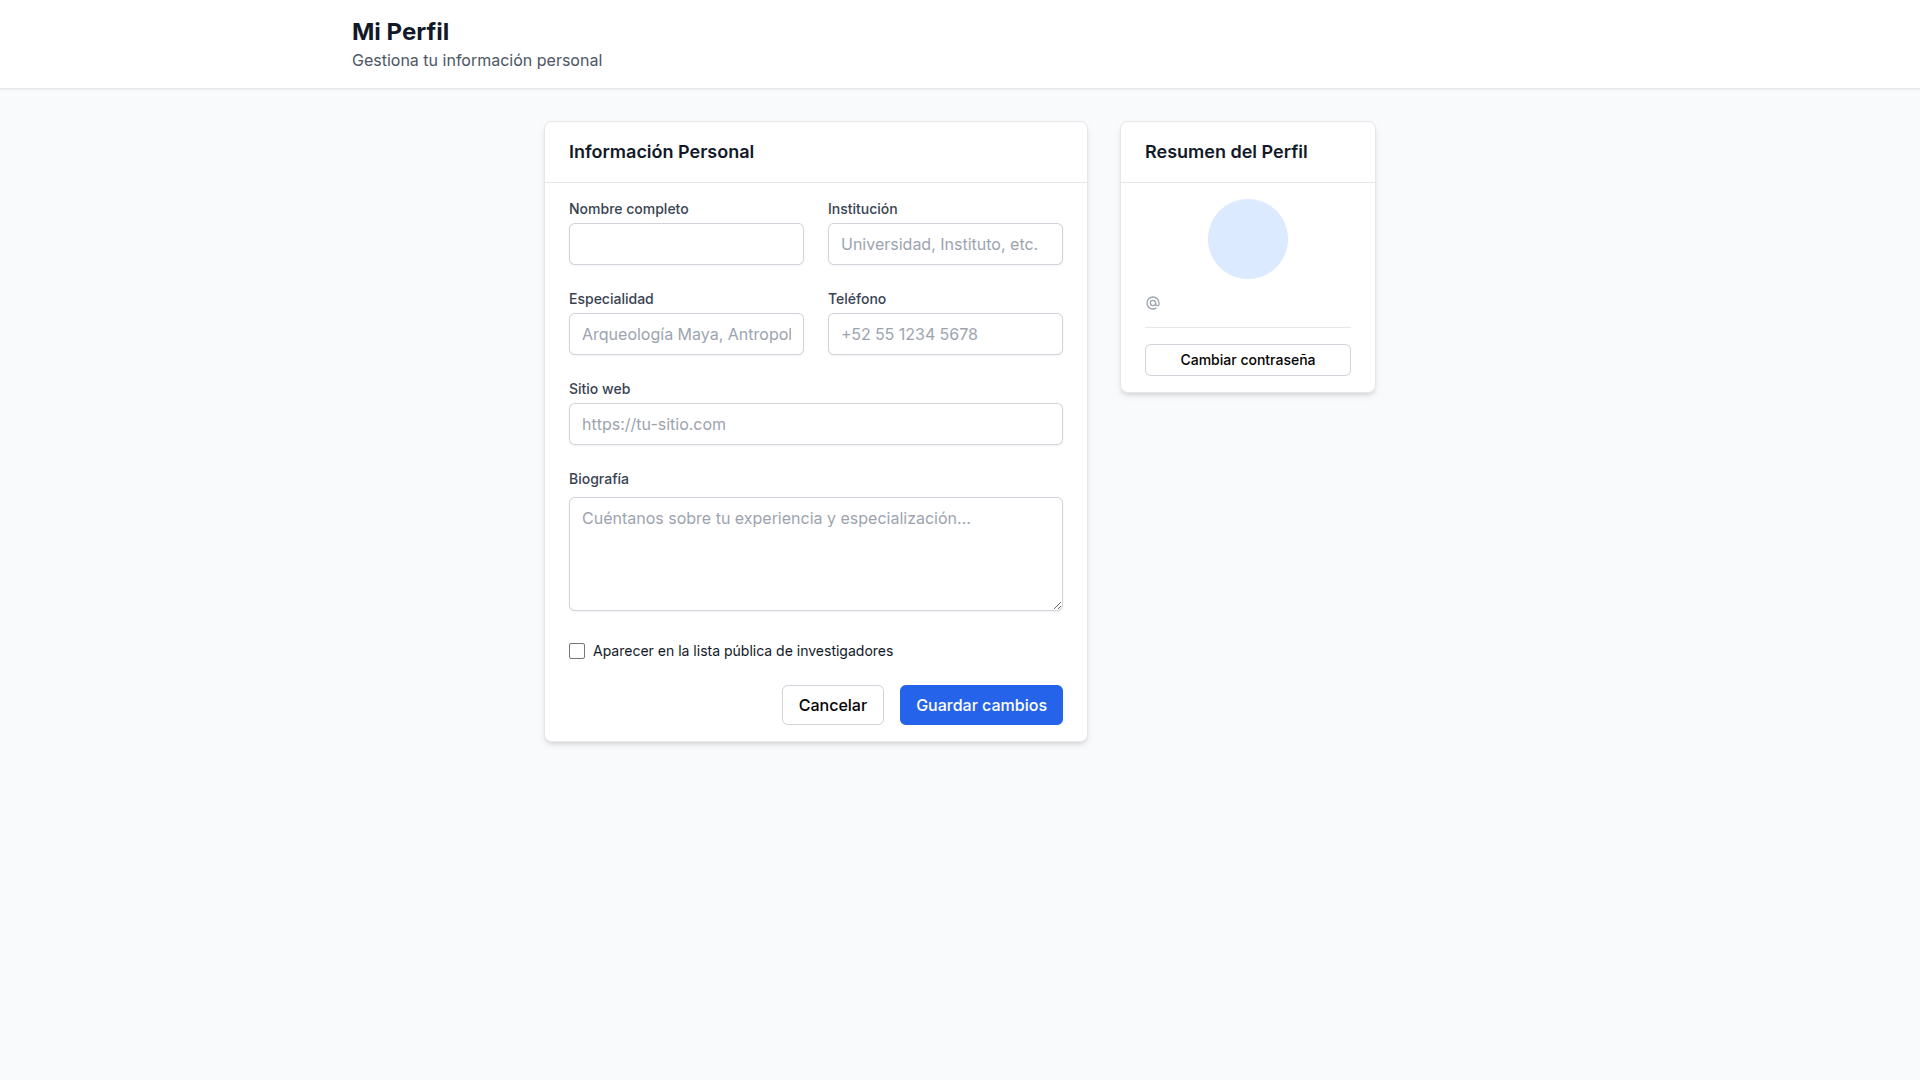 Mi Perfil
Gestiona tu información personal
Información Personal
Nombre completo
Institución
Universidad, Instituto, etc.
Especialidad
Teléfono
Arqueología Maya, Antropol
+52 55 1234 5678
Sitio web
https://tu-sitio.com
Biografía
Cuéntanos sobre tu experiencia y especialización...
Aparecer en la lista pública de investigadores
Cancelar
Guardar cambios
Resumen del Perfil
@
Cambiar contraseña